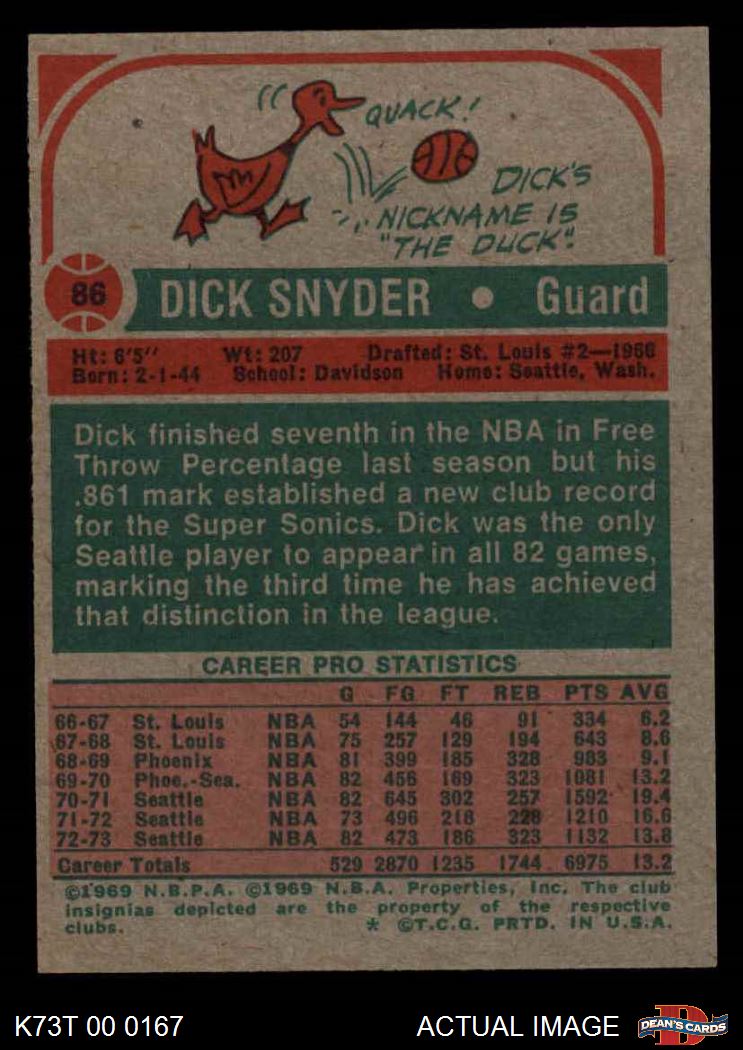 QUACK!
DICK'S
NICKNAME IS
"THE DUCK".
86 DICK SNYDER • Guard
Ht: 6'5" Wt: 207 Drafted: St. Louis #2—1966
Born: 2-1-44 School: Davidson Home: Seattle, Wash.
Dick finished seventh in the NBA in Free
Throw Percentage last season but his
.861 mark established a new club record
for the Super Sonics. Dick was the only
Seattle player to appear in all 82 games,
marking the third time he has achieved
that distinction in the league.
CAREER PRO STATISTICS
G FG FT REB PTS AVG
66-67 St. Louis NBA 54 144 46 91 334 6.2
67-68 St. Louis NBA 75 257 129 194 643 8.6
68-69 Phoenix NBA 81 399 185 328 983 9.1
69-70 Phoe.-Sea. NBA 82 456 169 323 1081 13.2
70-71 Seattle NBA 82 645 302 257 1592 19.4
71-72 Seattle NBA 73 496 218 228 1210 16.6
72-73 Seattle NBA 82 473 186 323 1132 13.8
Career Totals 529 2870 1235 1744 6975 13.2
©1969 N.B.P.A. ©1969 N.B.A. Properties, Inc. The club
insignias depicted are the property of the respective
clubs. * ©T.C.G. PRTD. IN U.S.A.
K73T 00 0167 ACTUAL IMAGE DEAN'S CARDS